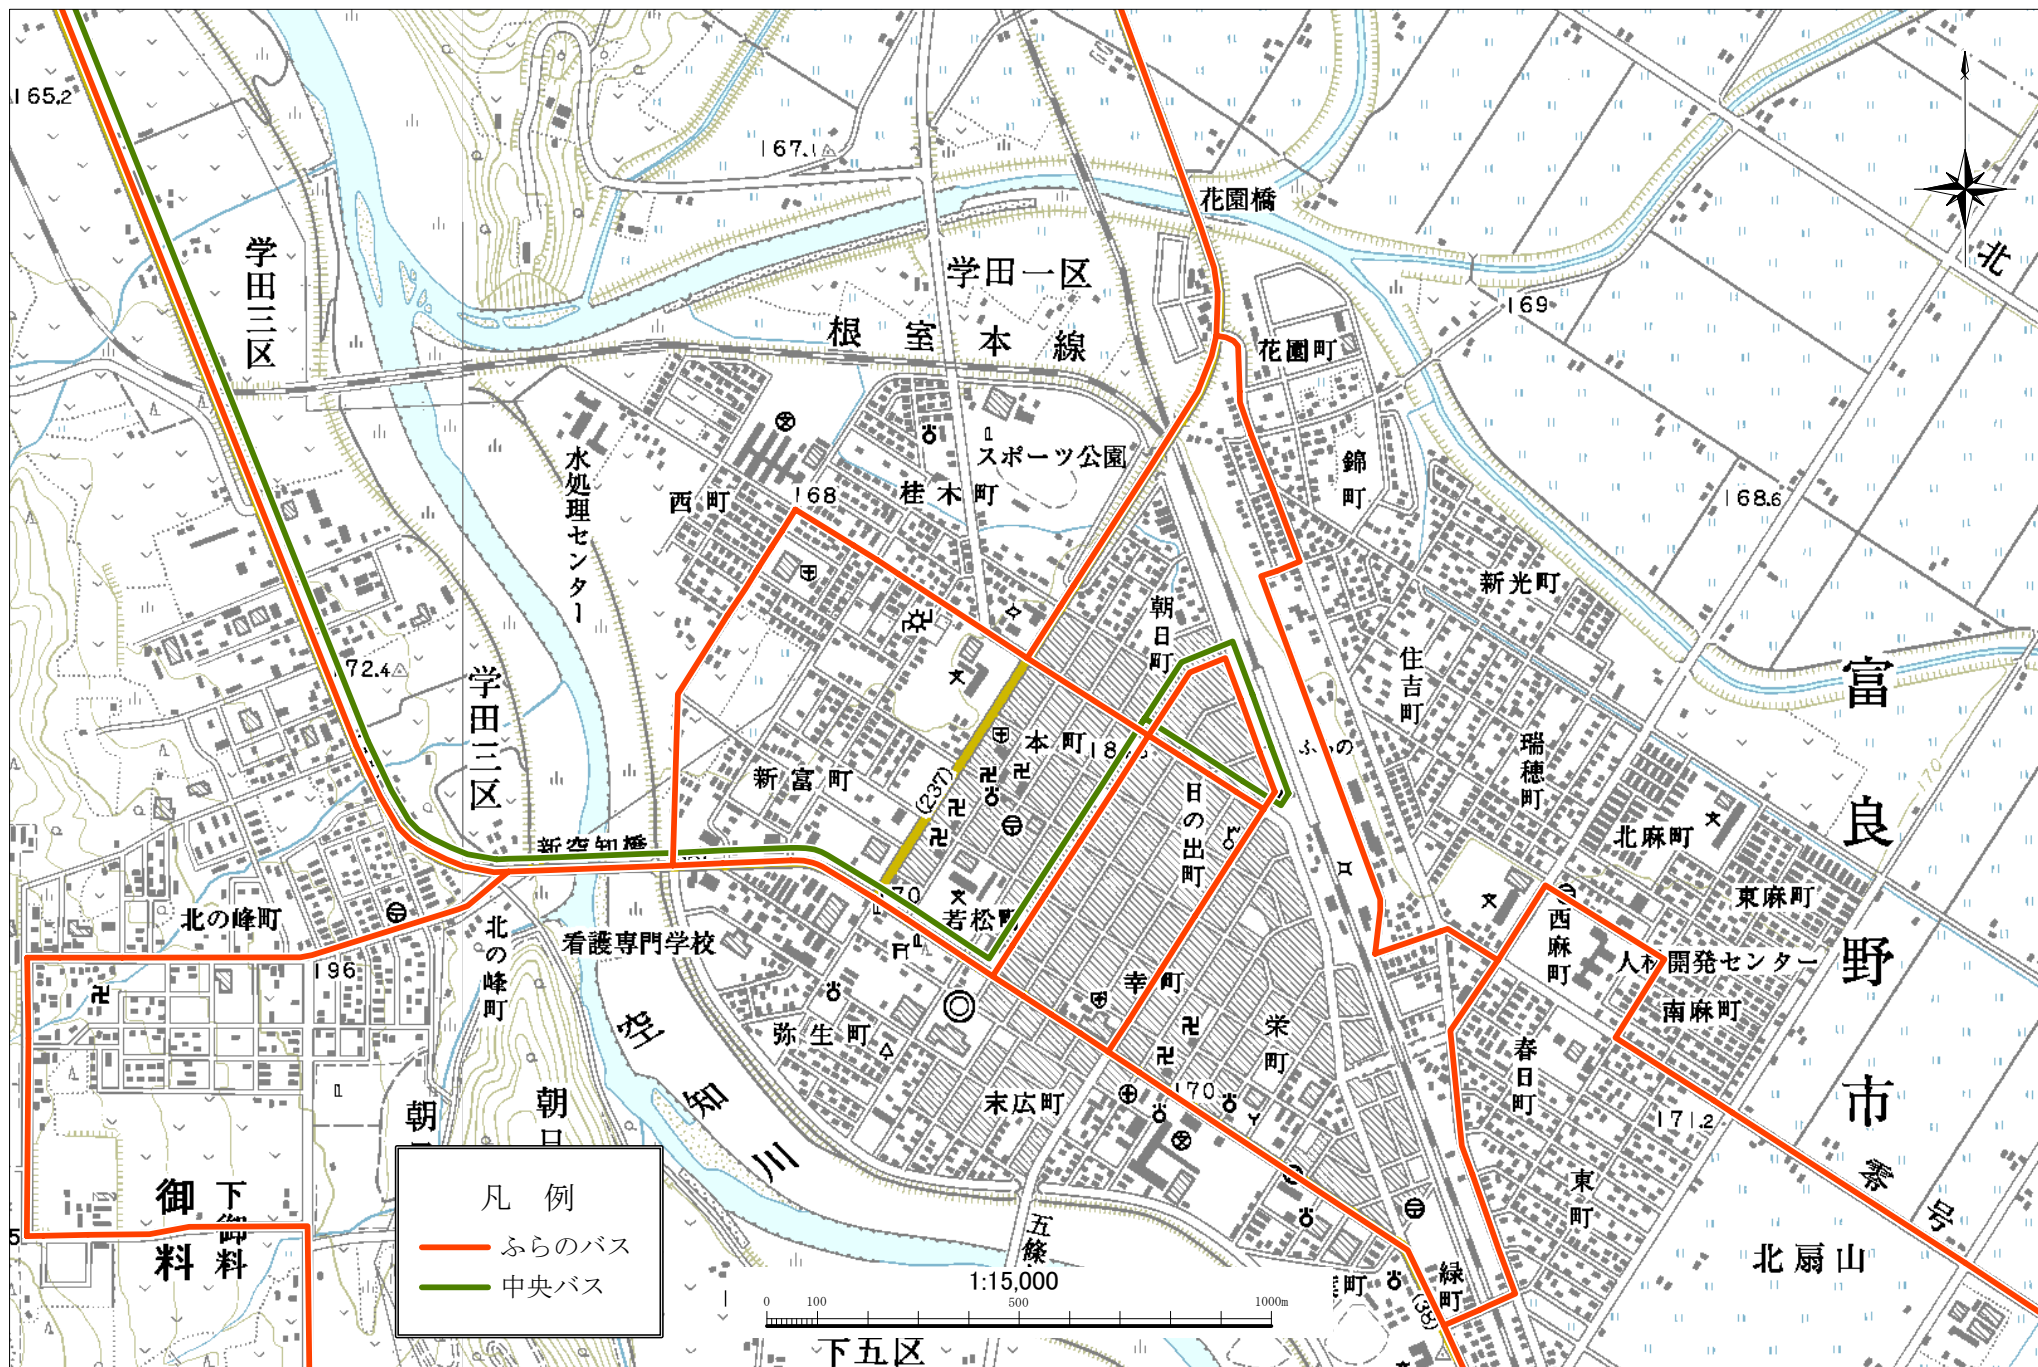 165.2
167.1
花園橋
学田三区
学田一区
北
根室本線
169
花園町
水処理センター
スポーツ公園
錦町
西町
168
桂木町
168.6
新光町
朝日町
172.4
学田三区
住吉町
富良野市
本町
ふらの
瑞穂町
新富町
(237)
日の出町
北麻町
新空知橋
東麻町
北の峰町
170
若松町
西麻町
北の峰町
看護専門学校
196
人材開発センター
幸町
南麻町
空知川
弥生町
栄町
春日町
朝日
末広町
170
171.2
零号
東町
御料
下御料
五條
北扇山
緑町
(38)
下五区
凡 例
ふらのバス
中央バス
1:15,000
0 100 500 1000m